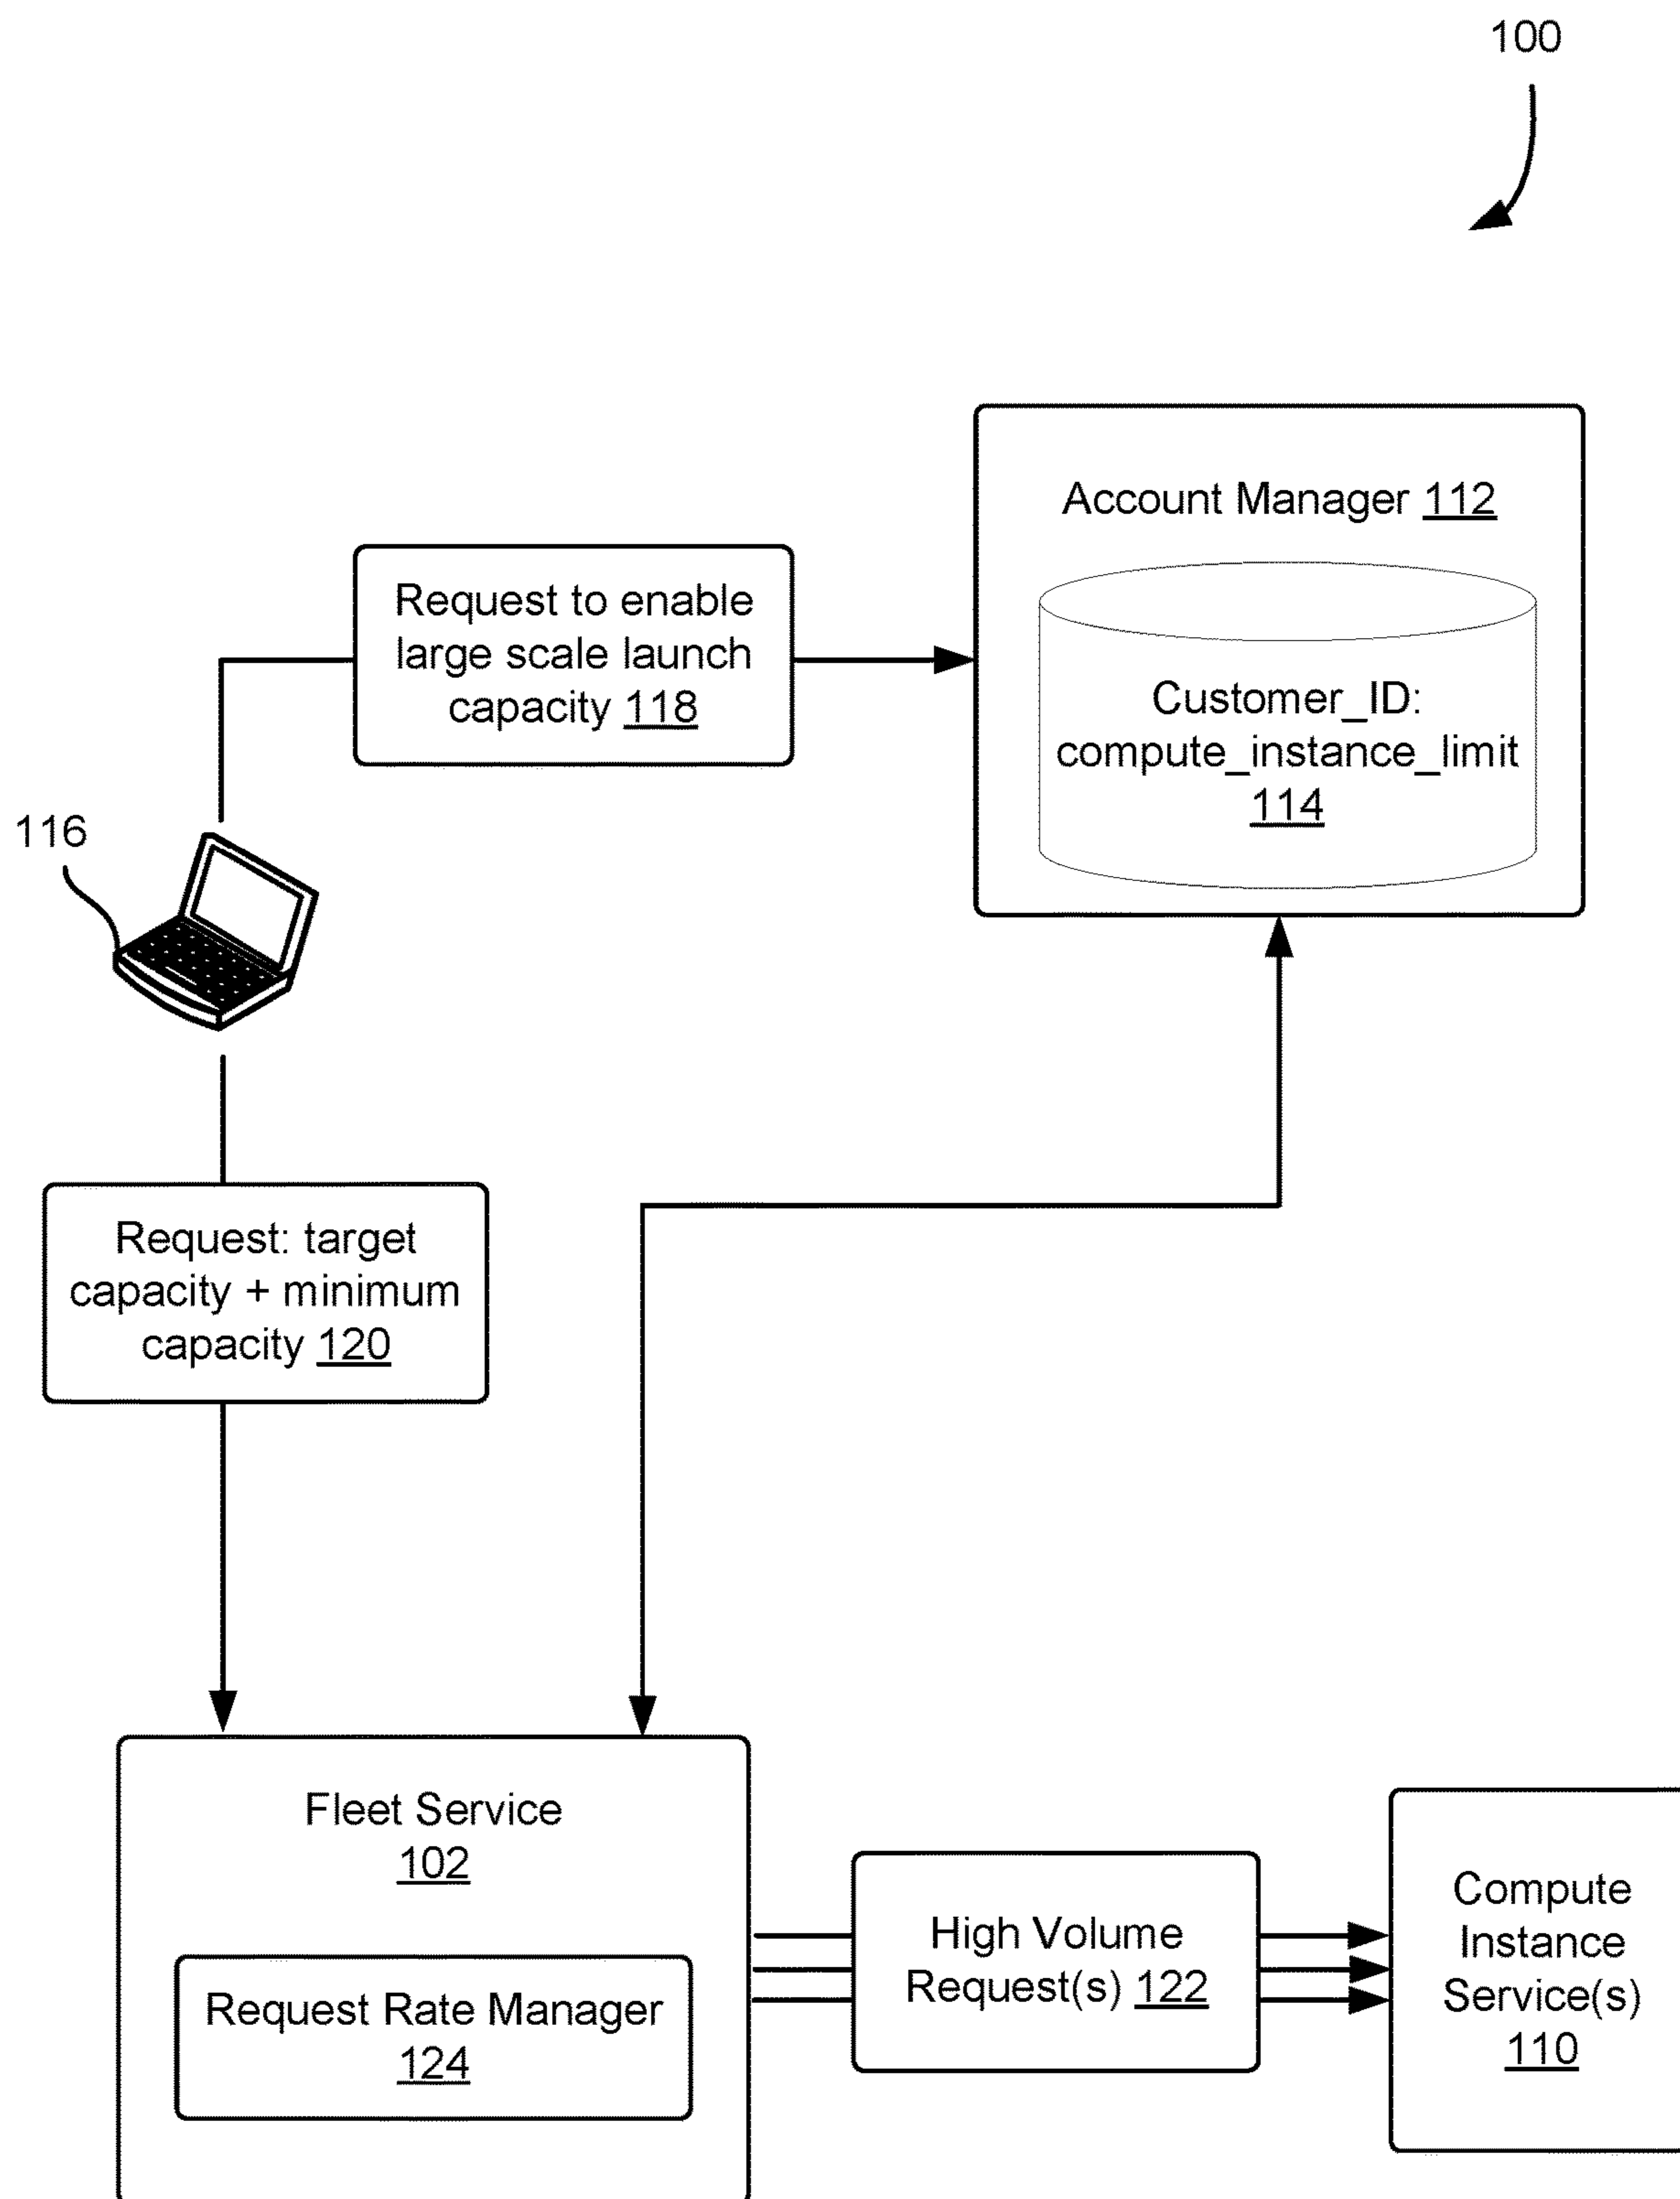 100
Account Manager 112
Request to enable
large scale launch
capacity 118
Customer_ID:
compute_instance_limit
114
116
Request: target
capacity + minimum
capacity 120
Fleet Service
102
Request Rate Manager
124
High Volume
Request(s) 122
Compute
Instance
Service(s)
110